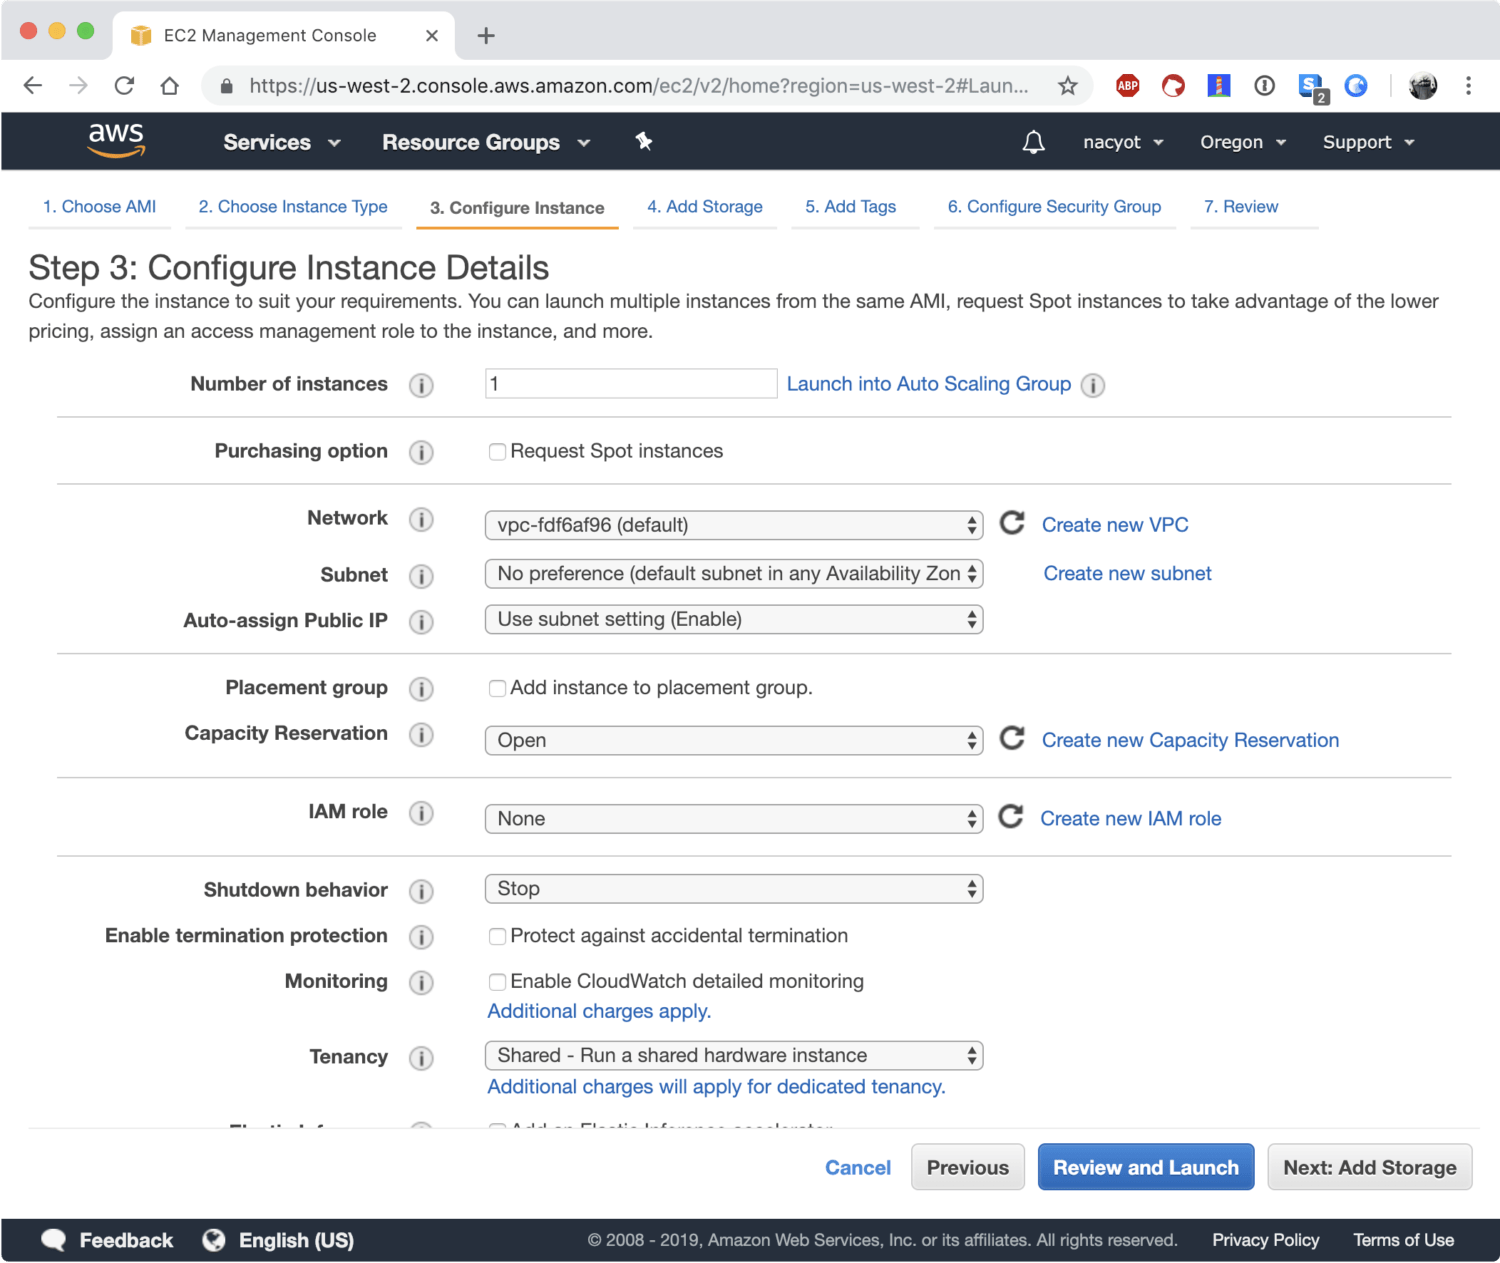 EC2 Management Console
https://us-west-2.console.aws.amazon.com/ec2/v2/home?region=us-west-2#Laun...
ABP
S
2
aws
Services
Resource Groups
nacyot
Oregon
Support
1. Choose AMI
2. Choose Instance Type
3. Configure Instance
4. Add Storage
5. Add Tags
6. Configure Security Group
7. Review
Step 3: Configure Instance Details
Configure the instance to suit your requirements. You can launch multiple instances from the same AMI, request Spot instances to take advantage of the lower
pricing, assign an access management role to the instance, and more.
Number of instances
1
Launch into Auto Scaling Group
Purchasing option
Request Spot instances
Network
vpc-fdf6af96 (default)
Create new VPC
Subnet
No preference (default subnet in any Availability Zon
Create new subnet
Auto-assign Public IP
Use subnet setting (Enable)
Placement group
Add instance to placement group.
Capacity Reservation
Open
Create new Capacity Reservation
IAM role
None
Create new IAM role
Shutdown behavior
Stop
Enable termination protection
Protect against accidental termination
Monitoring
Enable CloudWatch detailed monitoring
Additional charges apply.
Tenancy
Shared - Run a shared hardware instance
Additional charges will apply for dedicated tenancy.
Add an Elastic Inference accelerator
Cancel
Previous
Review and Launch
Next: Add Storage
Feedback
English (US)
© 2008 - 2019, Amazon Web Services, Inc. or its affiliates. All rights reserved.
Privacy Policy
Terms of Use